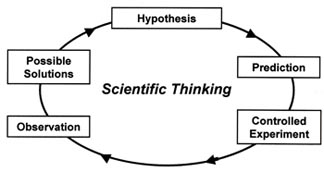 Hypothesis
Possible
Solutions
Prediction
Scientific Thinking
Observation
Controlled
Experiment